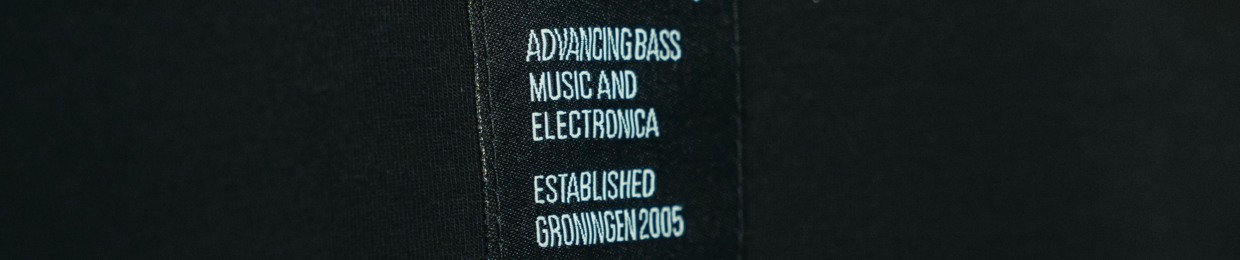 ADVANCING BASS
MUSIC AND
ELECTRONICA
ESTABLISHED
GRONINGEN 2005